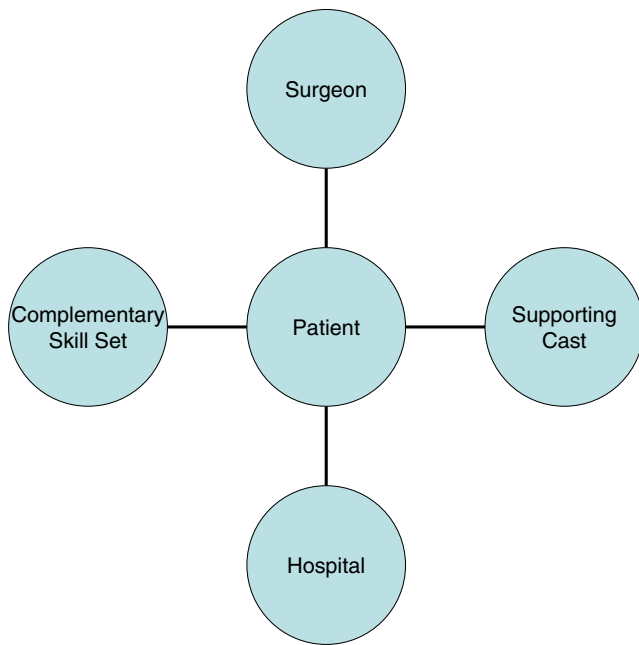 Surgeon
Complementary
Skill Set
Patient
Supporting
Cast
Hospital